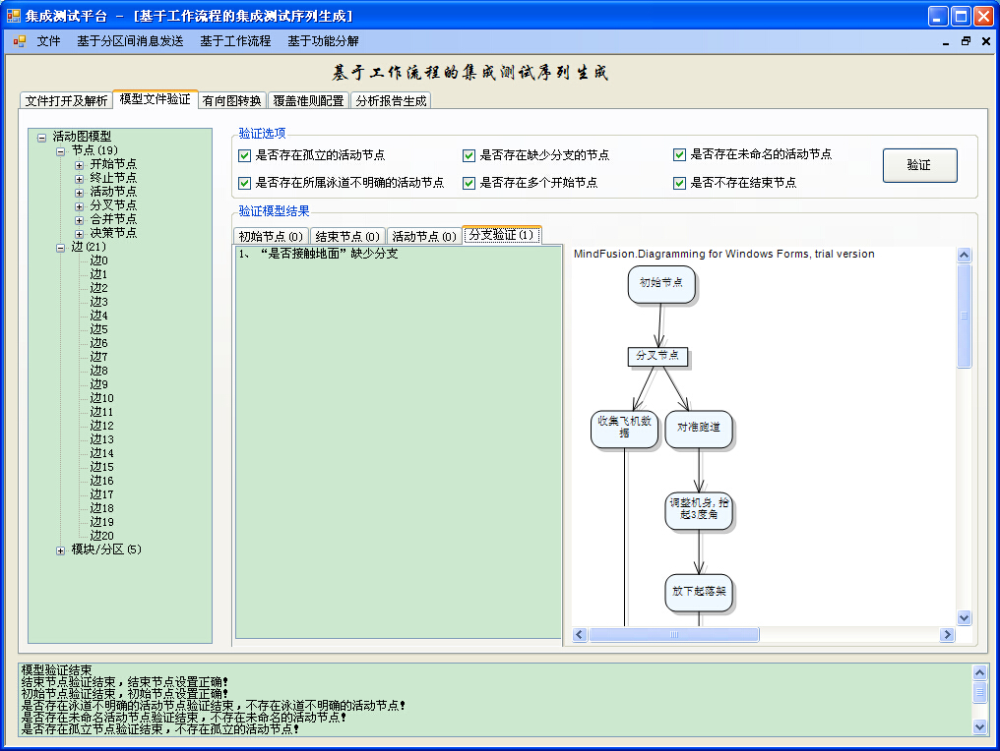 集成测试平台 - [基于工作流程的集成测试序列生成]
文件 基于分区间消息发送 基于工作流程 基于功能分解
基于工作流程的集成测试序列生成
文件打开及解析 模型文件验证 有向图转换 覆盖准则配置 分析报告生成
活动图模型
节点(19)
开始节点
终止节点
活动节点
分叉节点
合并节点
决策节点
边(21)
边0
边1
边2
边3
边4
边5
边6
边7
边8
边9
边10
边11
边12
边13
边14
边15
边16
边17
边18
边19
边20
模块/分区(5)
验证选项
是否存在孤立的活动节点 是否存在缺少分支的节点 是否存在未命名的活动节点
是否存在所属泳道不明确的活动节点 是否存在多个开始节点 是否不存在结束节点
验证
验证模型结果
初始节点(0) 结束节点(0) 活动节点(0) 分支验证(1)
1、“是否接触地面”缺少分支
MindFusion.Diagramming for Windows Forms, trial version
初始节点
分叉节点
收集飞机数
据
对准跑道
调整机身,抬
起3度角
放下起落架
模型验证结束
结束节点验证结束，结束节点设置正确！
初始节点验证结束，初始节点设置正确！
是否存在泳道不明确的活动节点验证结束，不存在泳道不明确的活动节点！
是否存在未命名活动节点验证结束，不存在未命名的活动节点！
是否存在孤立节点验证结束，不存在孤立的活动节点！